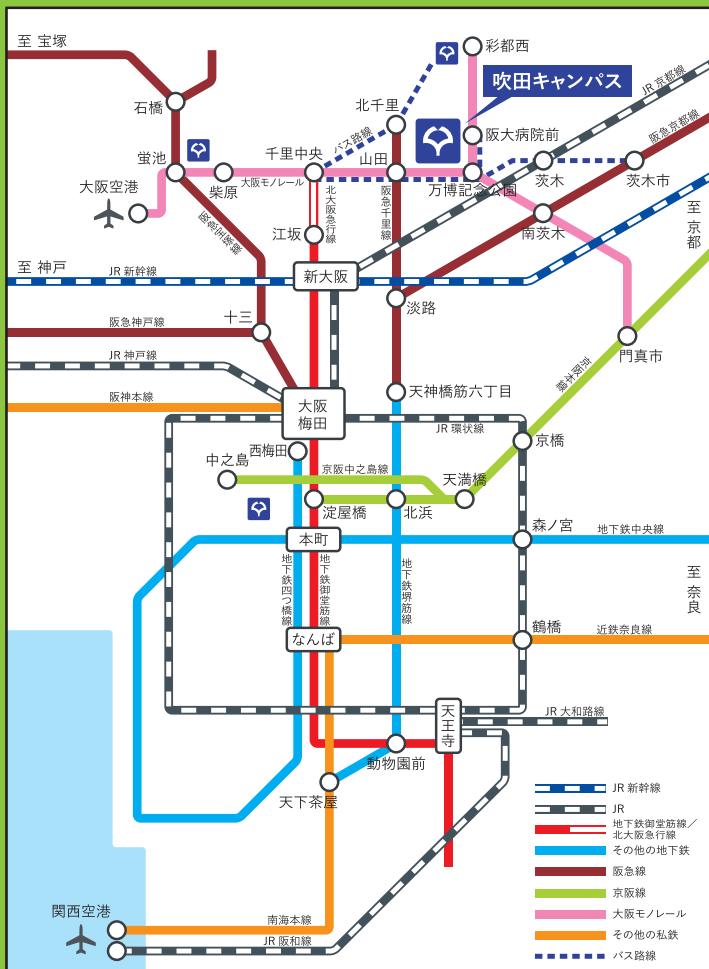 至 宝塚
彩都西
吹田キャンパス
JR 京都線
石橋
北千里
阪大病院前
阪急京都線
バス路線
蛍池
千里中央
山田
大阪モノレール
柴原
万博記念公園
茨木
茨木市
大阪空港
阪急宝塚線
北大阪急行線
阪急千里線
江坂
南茨木
至 京都
至 神戸
JR 新幹線
新大阪
淡路
十三
阪急神戸線
門真市
JR 神戸線
京阪本線
阪神本線
大阪
梅田
天神橋筋六丁目
JR 環状線
京橋
西梅田
中之島
京阪中之島線
天満橋
淀屋橋
北浜
本町
森ノ宮
地下鉄中央線
地下鉄四つ橋線
地下鉄御堂筋線
地下鉄堺筋線
至 奈良
なんば
鶴橋
近鉄奈良線
天王寺
JR 大和路線
動物園前
天下茶屋
関西空港
南海本線
JR 阪和線
JR 新幹線
JR
地下鉄御堂筋線／
北大阪急行線
その他の地下鉄
阪急線
京阪線
大阪モノレール
その他の私鉄
バス路線